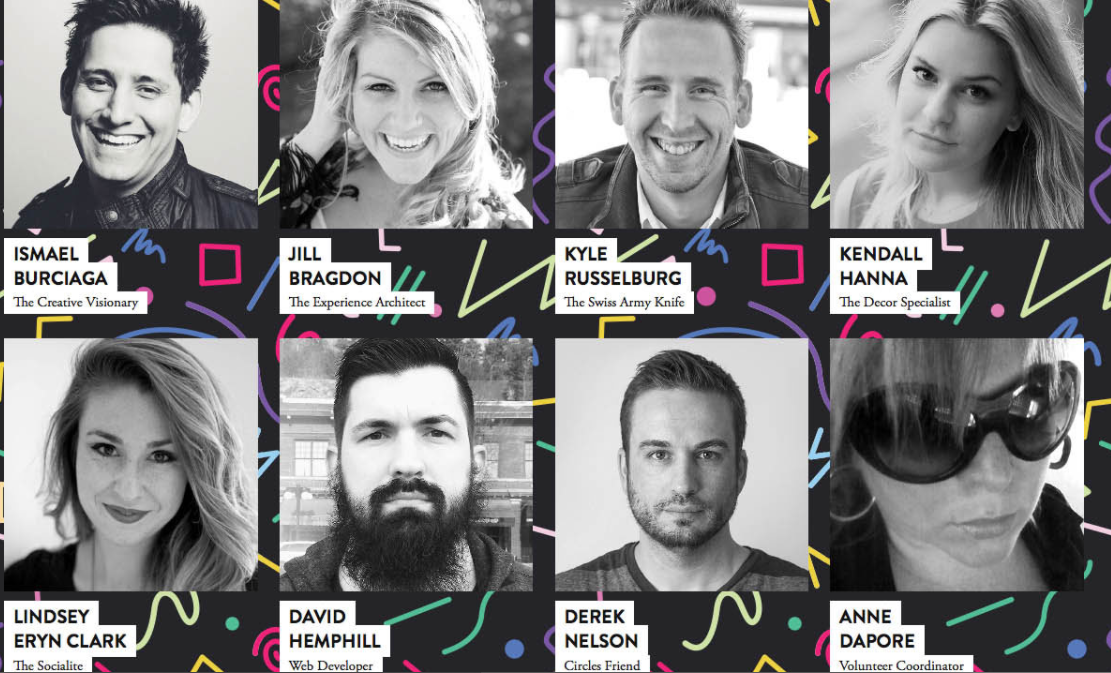 ISMAEL
BURCIAGA
The Creative Visionary
JILL
BRAGDON
The Experience Architect
KYLE
RUSSELBURG
The Swiss Army Knife
KENDALL
HANNA
The Decor Specialist
LINDSEY
ERYN CLARK
The Socialite
DAVID
HEMPHILL
Web Developer
DEREK
NELSON
Circles Friend
ANNE
DAPORE
Volunteer Coordinator